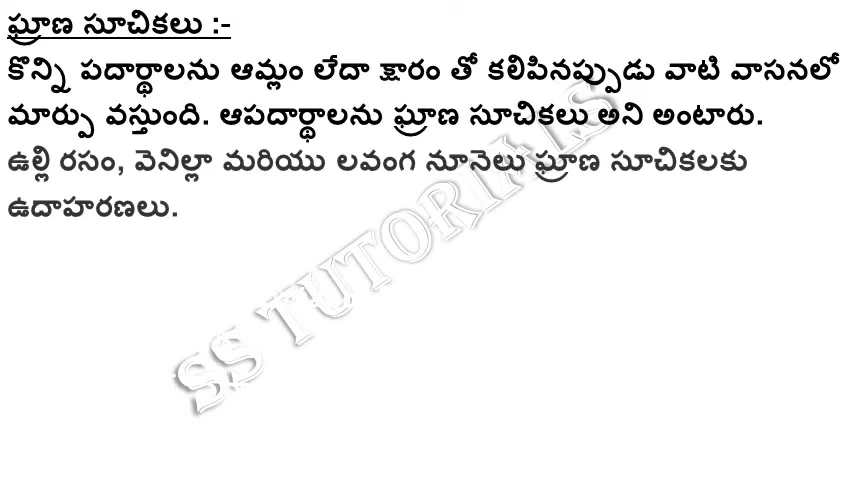 ఘ్రాణ సూచికలు :-
కొన్ని పదార్థాలను ఆమ్లం లేదా క్షారం తో కలిపినప్పుడు వాటి వాసనలో
మార్పు వస్తుంది. ఆపదార్థాలను ఘ్రాణ సూచికలు అని అంటారు.
ఉల్లి రసం, వెనిల్లా మరియు లవంగ నూనెలు ఘ్రాణ సూచికలకు
ఉదాహరణలు.
SS TUTORIALS